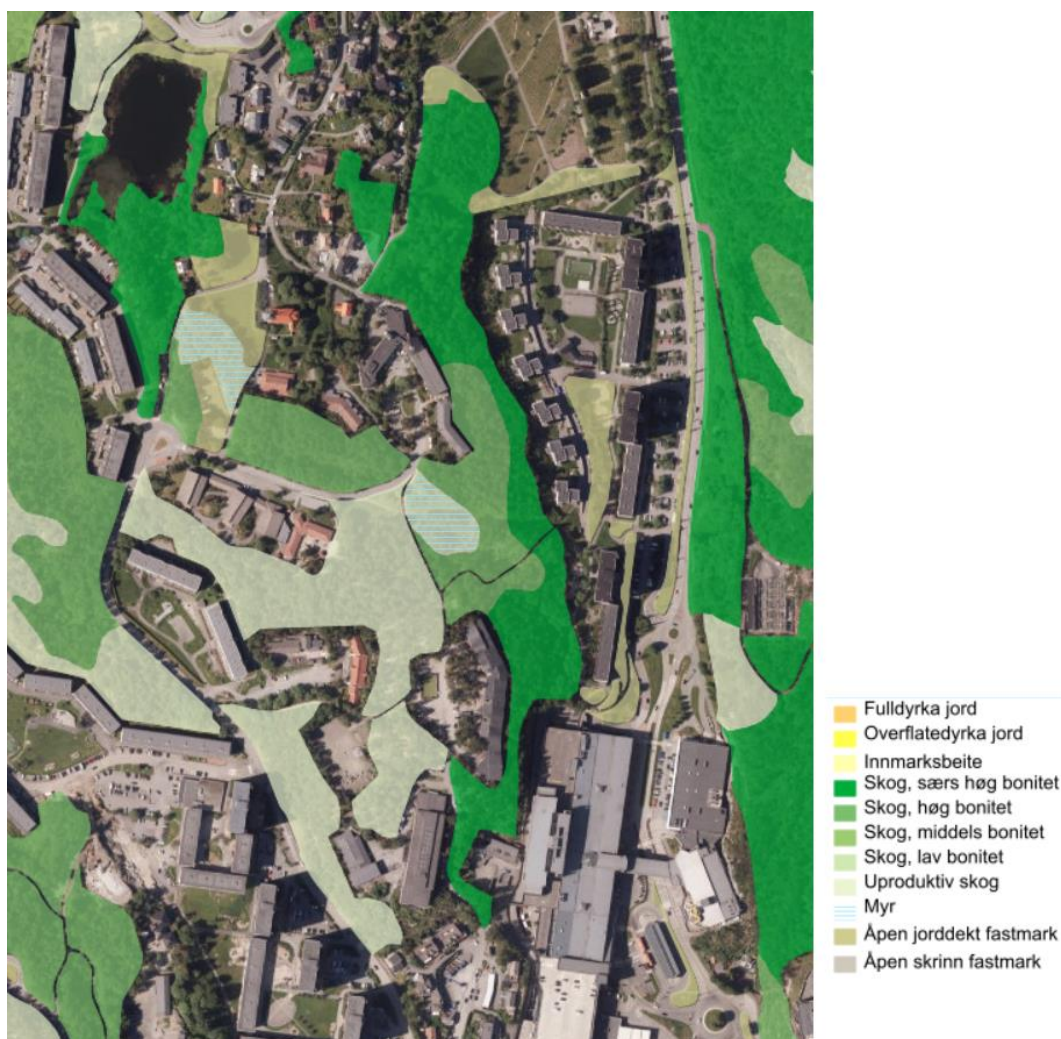 Fulldyrka jord
Overflatedyrka jord
Innmarksbeite
Skog, særs høg bonitet
Skog, høg bonitet
Skog, middels bonitet
Skog, lav bonitet
Uproduktiv skog
Myr
Åpen jorddekt fastmark
Åpen skrinn fastmark